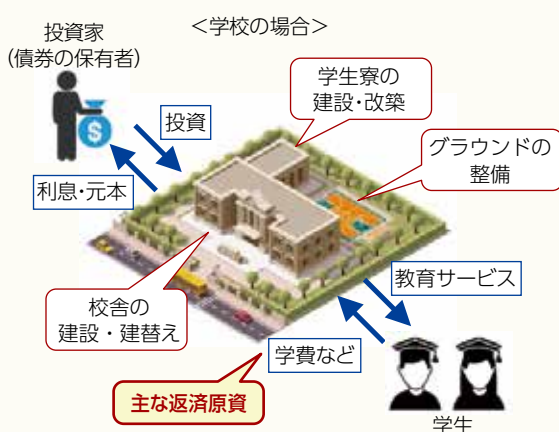 ＜学校の場合＞
投資家
(債券の保有者)
投資
利息･元本
学生寮の
建設･改築
グラウンドの
整備
校舎の
建設・建替え
教育サービス
学費など
主な返済原資
学生
$